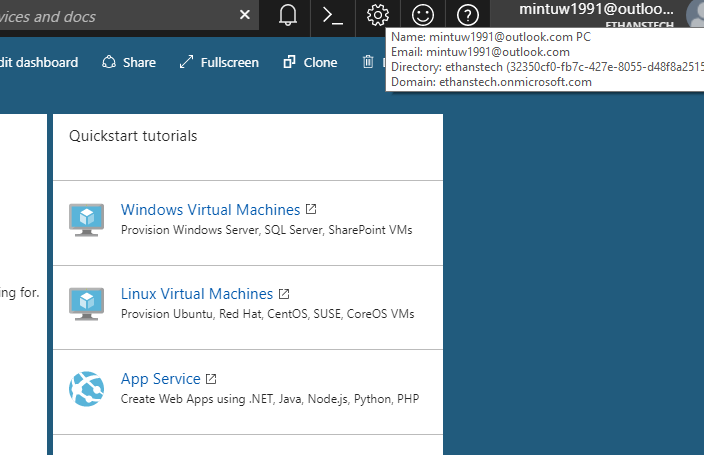 vices and docs
mintuw1991@outloo...
ETHANSTECH
Name: mintuw1991@outlook.com PC
Email: mintuw1991@outlook.com
Directory: ethanstech (32350cf0-fb7c-427e-8055-d48f8a2515
Domain: ethanstech.onmicrosoft.com
dit dashboard
Share
Fullscreen
Clone
Quickstart tutorials
Windows Virtual Machines
Provision Windows Server, SQL Server, SharePoint VMs
ing for.
Linux Virtual Machines
Provision Ubuntu, Red Hat, CentOS, SUSE, CoreOS VMs
App Service
Create Web Apps using .NET, Java, Node.js, Python, PHP